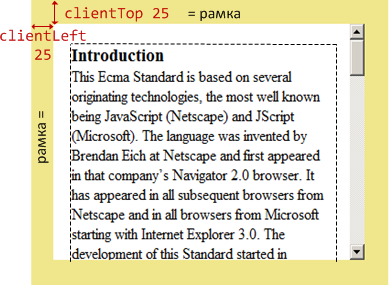 clientTop 25 = рамка
clientLeft
25
рамка =
Introduction
This Ecma Standard is based on several
originating technologies, the most well known
being JavaScript (Netscape) and JScript
(Microsoft). The language was invented by
Brendan Eich at Netscape and first appeared
in that company’s Navigator 2.0 browser. It
has appeared in all subsequent browsers from
Netscape and in all browsers from Microsoft
starting with Internet Explorer 3.0. The
development of this Standard started in